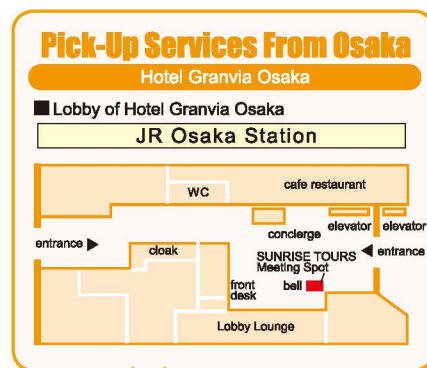 Pick-Up Services From Osaka
Hotel Granvia Osaka
■ Lobby of Hotel Granvia Osaka
JR Osaka Station
WC
cafe restaurant
concierge
elevator
elevator
entrance ▶
cloak
SUNRISE TOURS
Meeting Spot
◀ entrance
front
desk
bell
Lobby Lounge